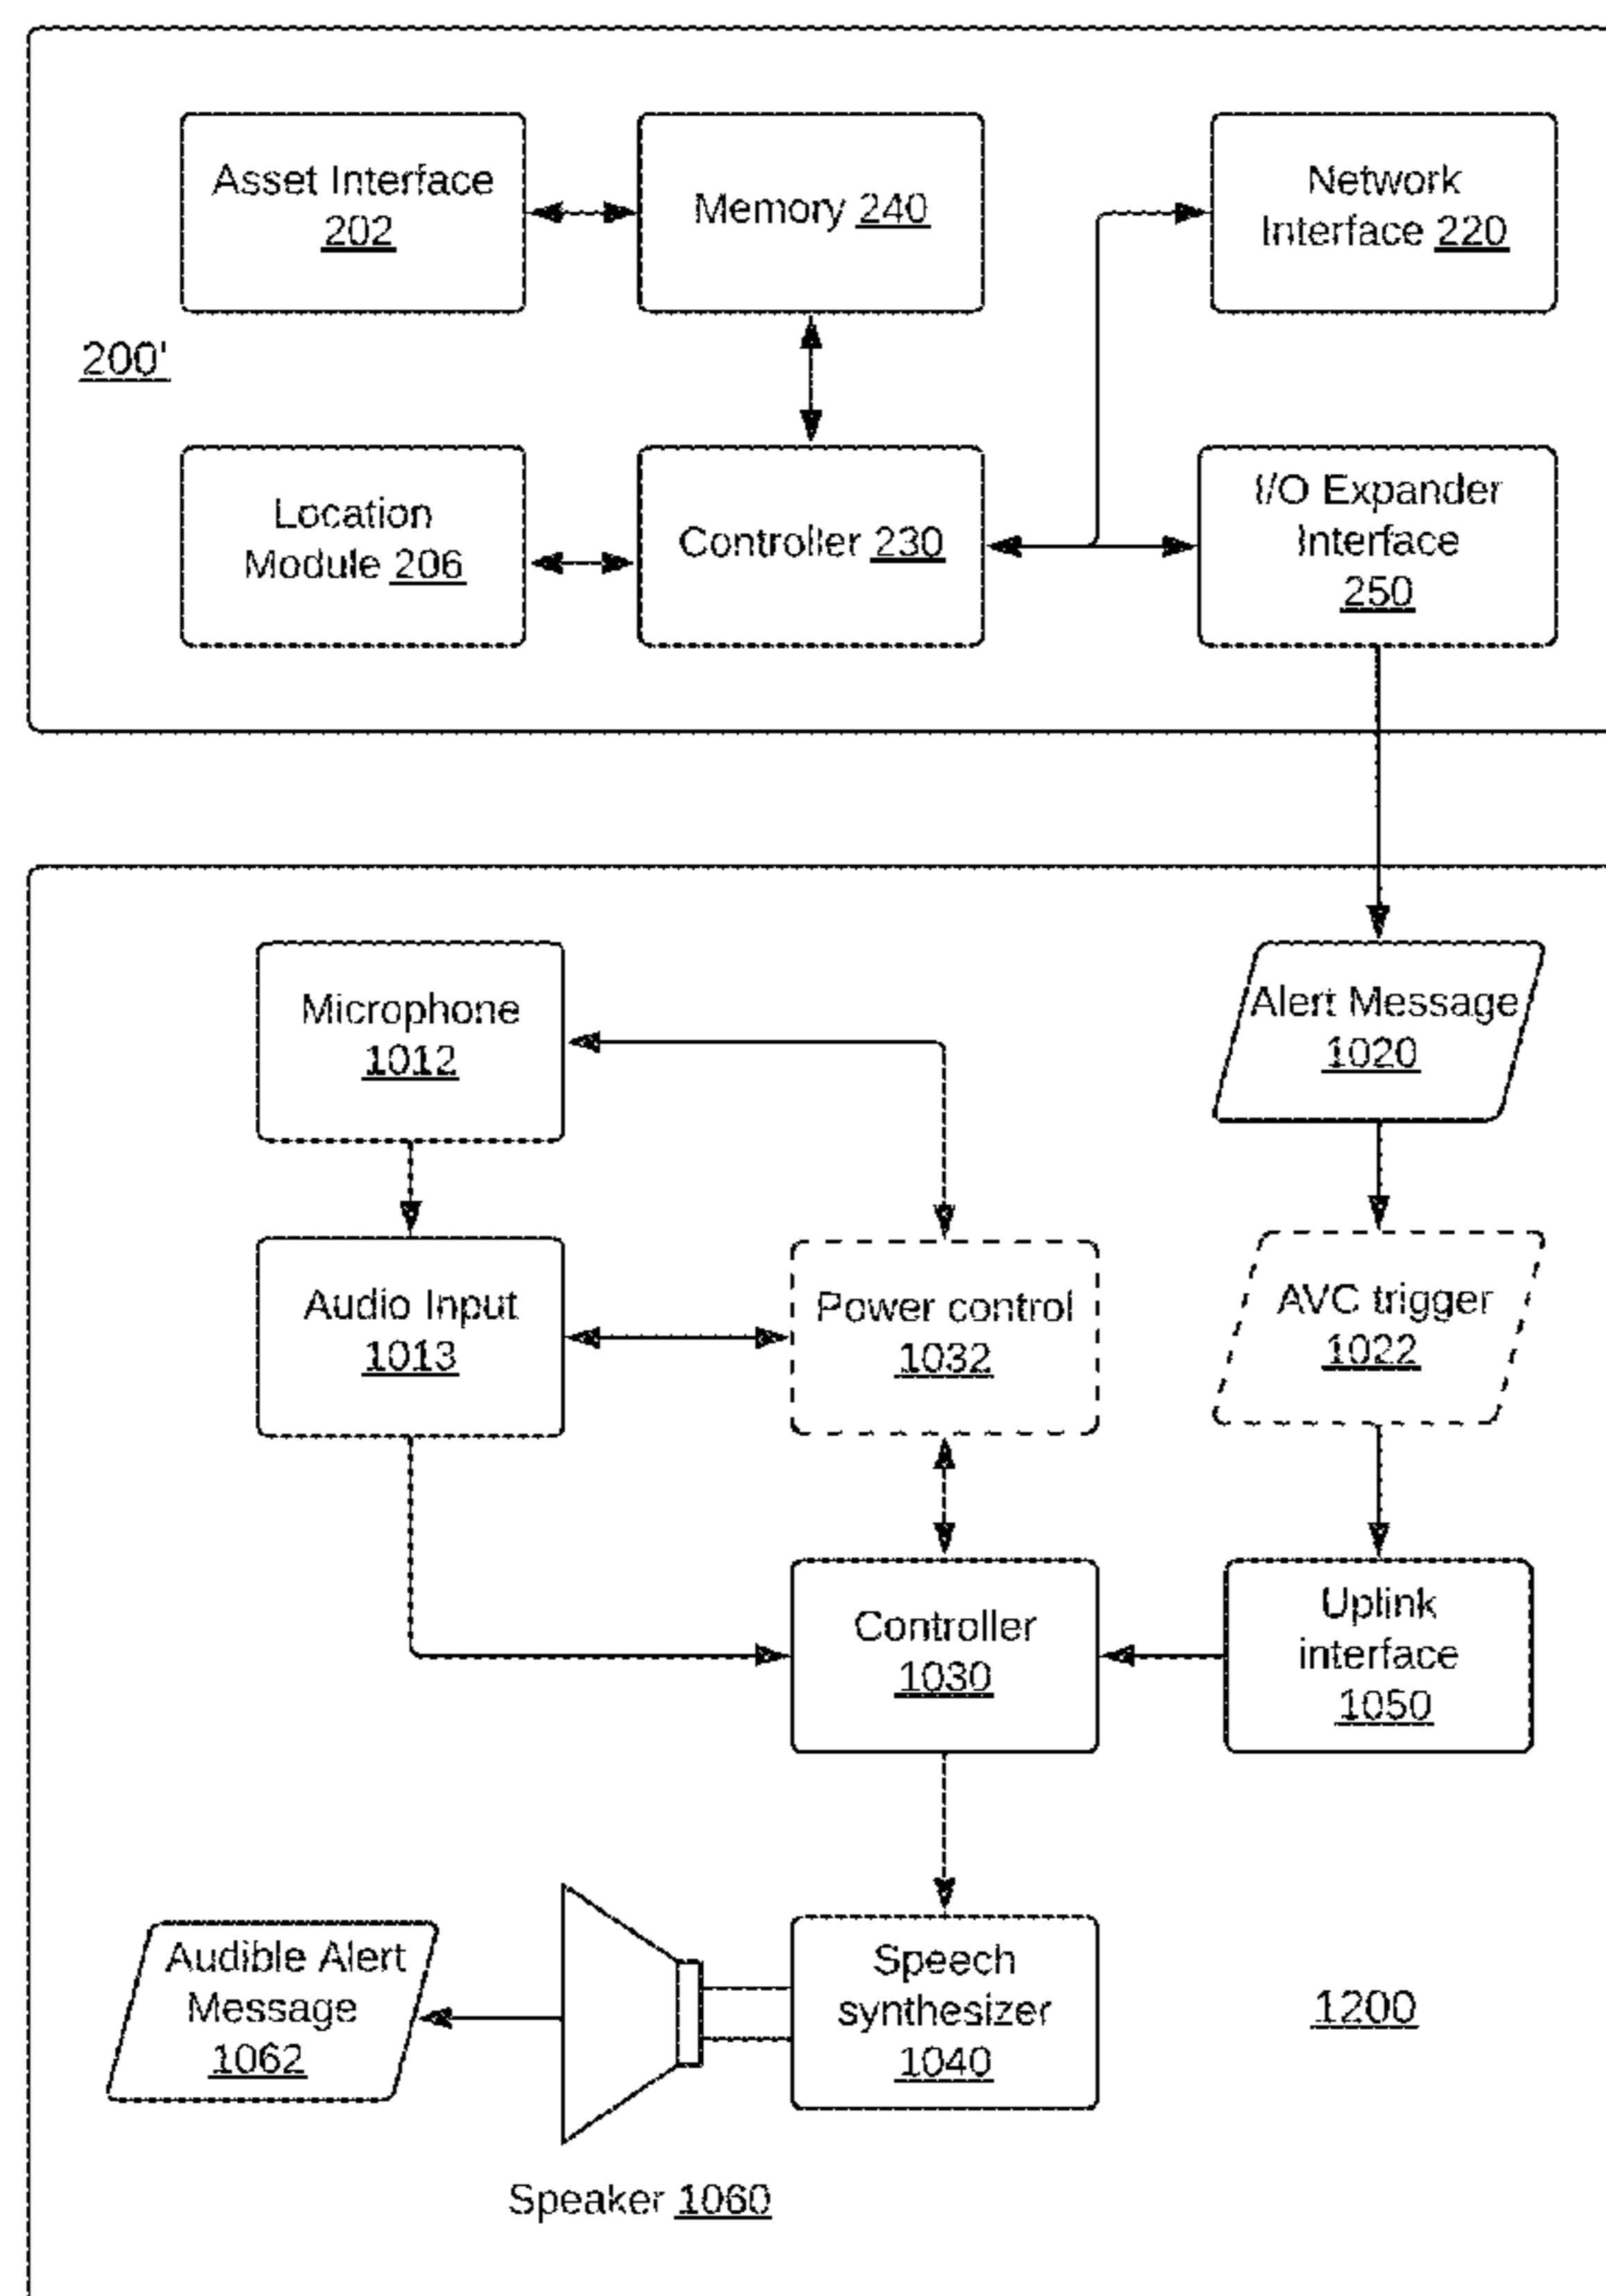 Asset Interface
202
Memory 240
Network
Interface 220
200'
Location
Module 206
Controller 230
I/O Expander
Interface
250
Microphone
1012
Alert Message
1020
Audio Input
1013
Power control
1032
AVC trigger
1022
Controller
1030
Uplink
interface
1050
Audible Alert
Message
1062
Speech
synthesizer
1040
1200
Speaker 1060